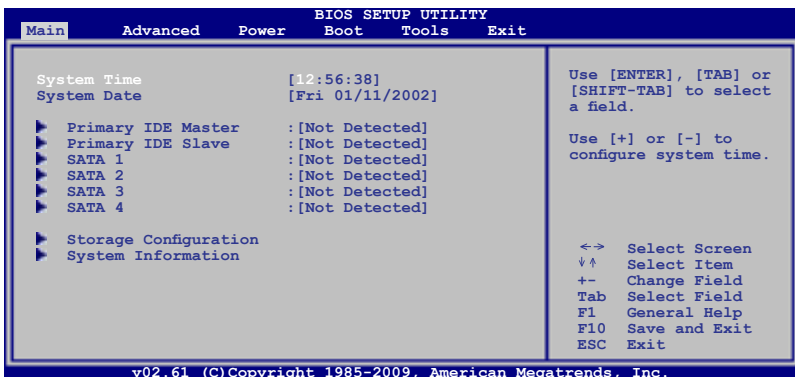 BIOS SETUP UTILITY
Main Advanced Power Boot Tools Exit
System Time [12:56:38]
System Date [Fri 01/11/2002]
Primary IDE Master :[Not Detected]
Primary IDE Slave :[Not Detected]
SATA 1 :[Not Detected]
SATA 2 :[Not Detected]
SATA 3 :[Not Detected]
SATA 4 :[Not Detected]
Storage Configuration
System Information
Use [ENTER], [TAB] or
[SHIFT-TAB] to select
a field.
Use [+] or [-] to
configure system time.
←→ Select Screen
↓↑ Select Item
+- Change Field
Tab Select Field
F1 General Help
F10 Save and Exit
ESC Exit
v02.61 (C)Copyright 1985-2009, American Megatrends, Inc.